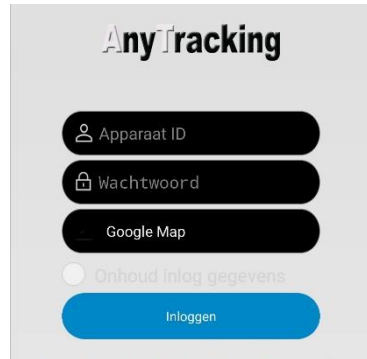 AnyTracking
Apparaat ID
Wachtwoord
Google Map
Onhoud inlog gegevens
Inloggen